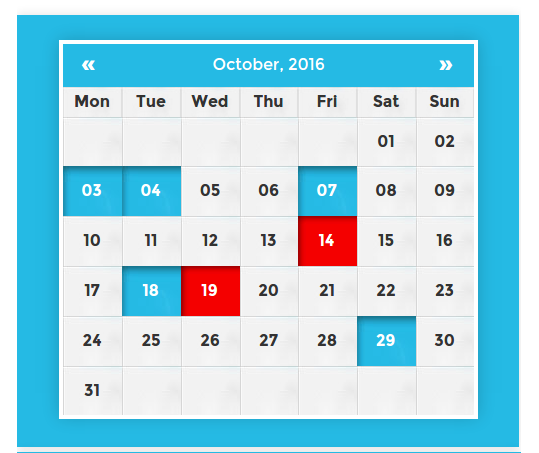 « October, 2016 »
Mon Tue Wed Thu Fri Sat Sun
01 02
03 04 05 06 07 08 09
10 11 12 13 14 15 16
17 18 19 20 21 22 23
24 25 26 27 28 29 30
31